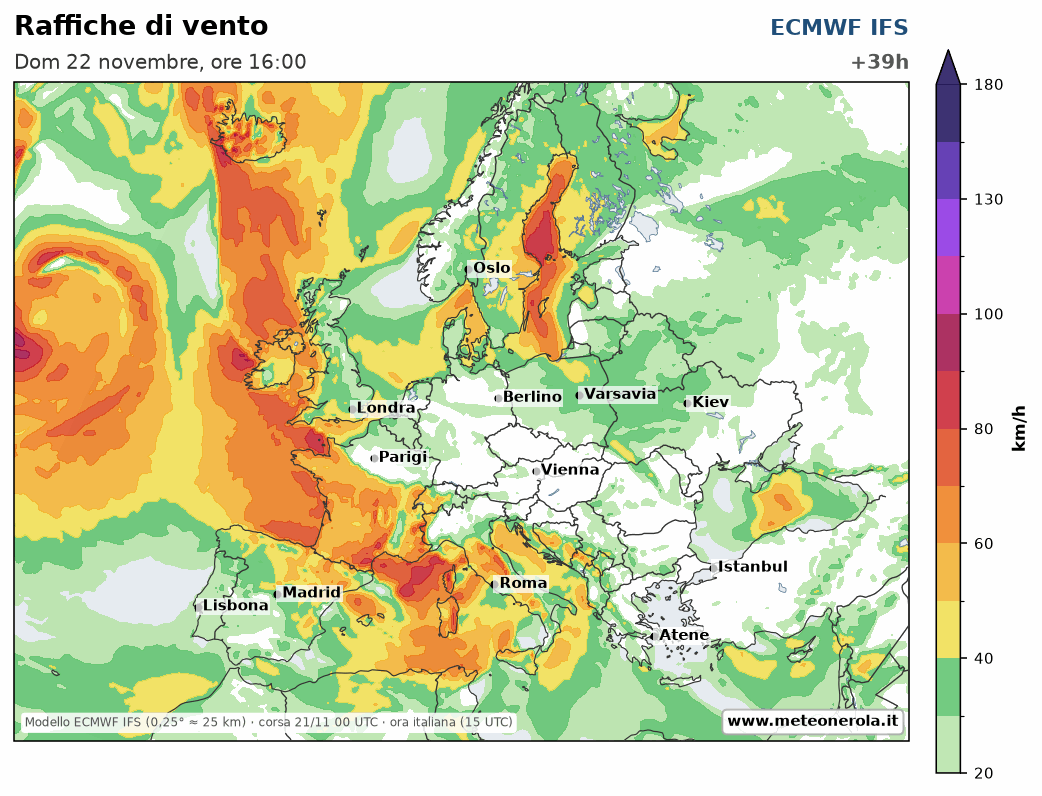 Raffiche di vento
ECMWF IFS
Dom 22 novembre, ore 16:00
+39h
180
130
100
80
60
40
20
km/h
Oslo
Berlino
Varsavia
Kiev
Londra
Parigi
Vienna
Istanbul
Roma
Madrid
Lisbona
Atene
Modello ECMWF IFS (0,25° ≈ 25 km) · corsa 21/11 00 UTC · ora italiana (15 UTC)
www.meteonerola.it